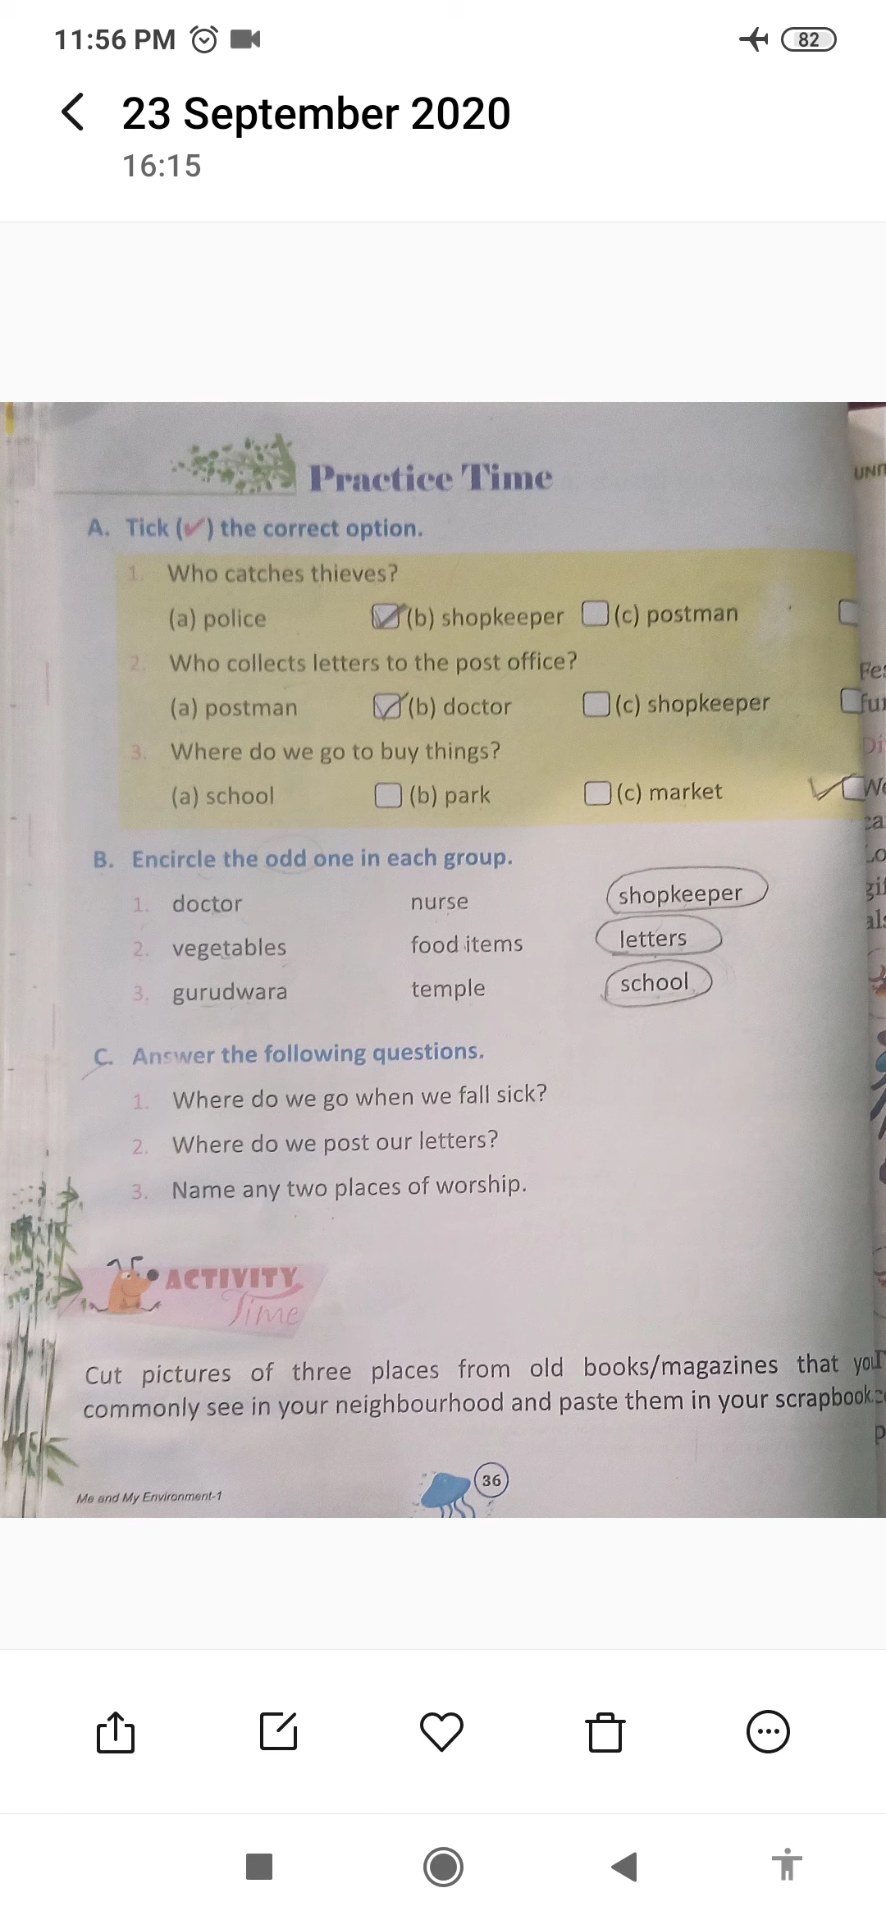 11:56 PM
82
23 September 2020
16:15
Practice Time
A. Tick (✔) the correct option.
1. Who catches thieves?
(a) police (b) shopkeeper (c) postman
2. Who collects letters to the post office?
(a) postman (b) doctor (c) shopkeeper
3. Where do we go to buy things?
(a) school (b) park (c) market
B. Encircle the odd one in each group.
1. doctor nurse shopkeeper
2. vegetables food items letters
3. gurudwara temple school
C. Answer the following questions.
1. Where do we go when we fall sick?
2. Where do we post our letters?
3. Name any two places of worship.
ACTIVITY
Time
Cut pictures of three places from old books/magazines that you
commonly see in your neighbourhood and paste them in your scrapbook.
Me and My Environment-1
36